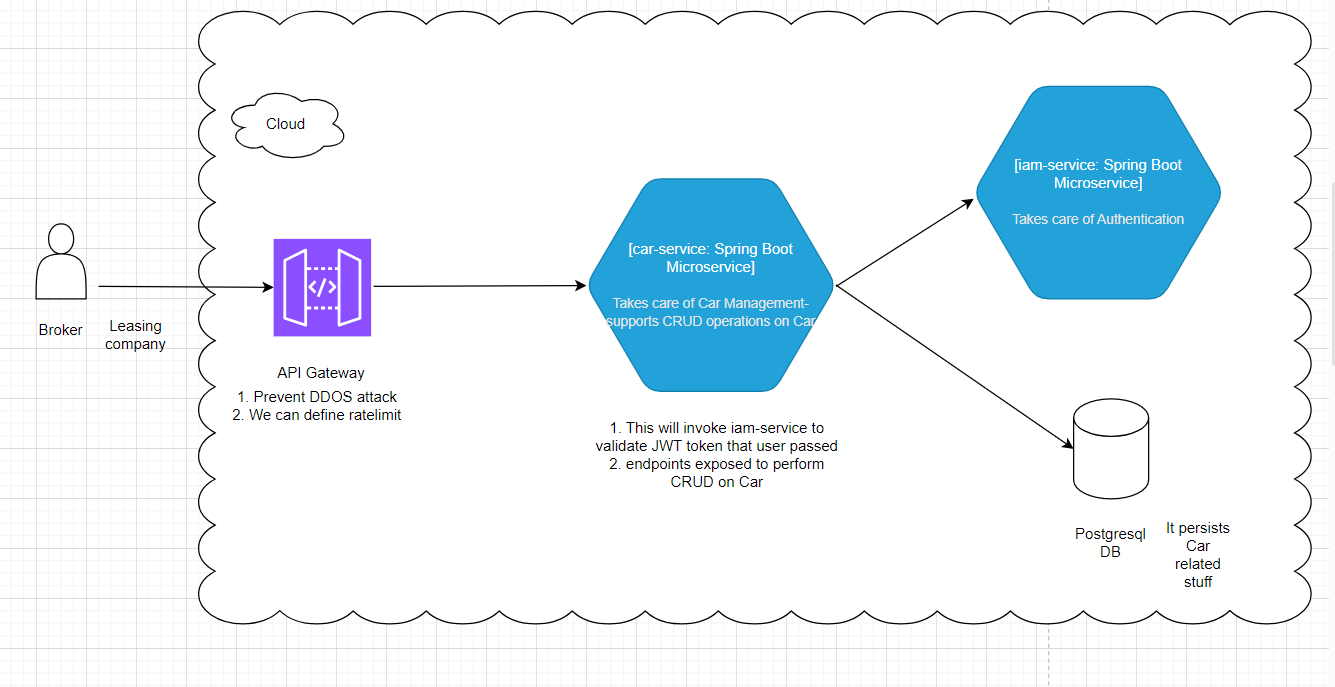 Cloud
[iam-service: Spring Boot
Microservice]
Takes care of Authentication
[car-service: Spring Boot
Microservice]
Takes care of Car Management-
supports CRUD operations on Car
</>
Broker
Leasing
company
API Gateway
1. Prevent DDOS attack
2. We can define ratelimit
1. This will invoke iam-service to
validate JWT token that user passed
2. endpoints exposed to perform
CRUD on Car
Postgresql
DB
It persists
Car
related
stuff